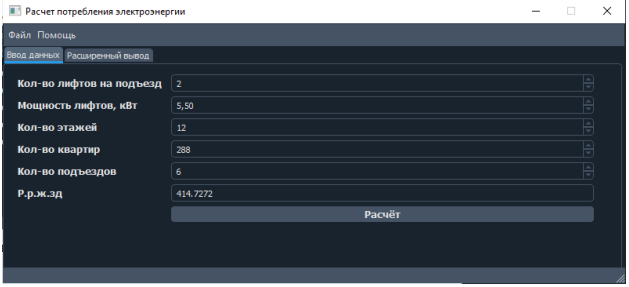 Расчет потребления электроэнергии
Файл Помощь
Ввод данных Расширенный вывод
Кол-во лифтов на подъезд 2
Мощность лифтов, кВт 5,50
Кол-во этажей 12
Кол-во квартир 288
Кол-во подъездов 6
Р.р.ж.зд 414.7272
Расчёт